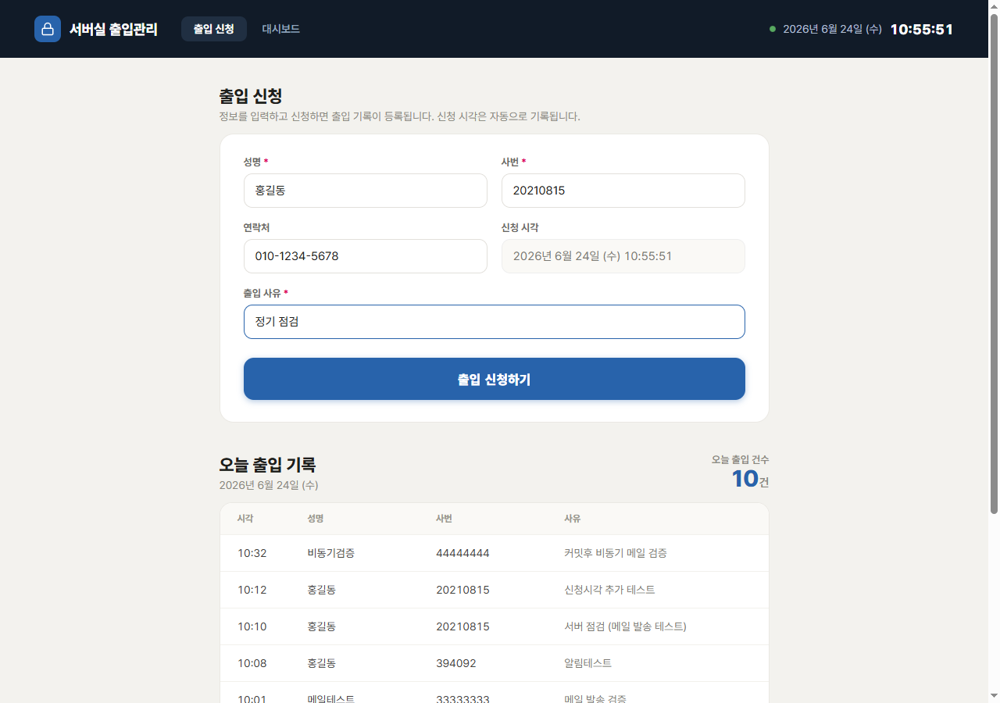 서버실 출입관리 출입 신청 대시보드 2026년 6월 24일 (수) 10:55:51
출입 신청
정보를 입력하고 신청하면 출입 기록이 등록됩니다. 신청 시각은 자동으로 기록됩니다.
성명 * 사번 *
홍길동 20210815
연락처 신청 시각
010-1234-5678 2026년 6월 24일 (수) 10:55:51
출입 사유 *
정기 점검
출입 신청하기
오늘 출입 기록 오늘 출입 건수
2026년 6월 24일 (수) 10건
시각 성명 사번 사유
10:32 비동기검증 44444444 커밋후 비동기 메일 검증
10:12 홍길동 20210815 신청시각 추가 테스트
10:10 홍길동 20210815 서버 점검 (메일 발송 테스트)
10:08 홍길동 394092 알림테스트
10:01 메일테스트 33333333 메일 발송 검증